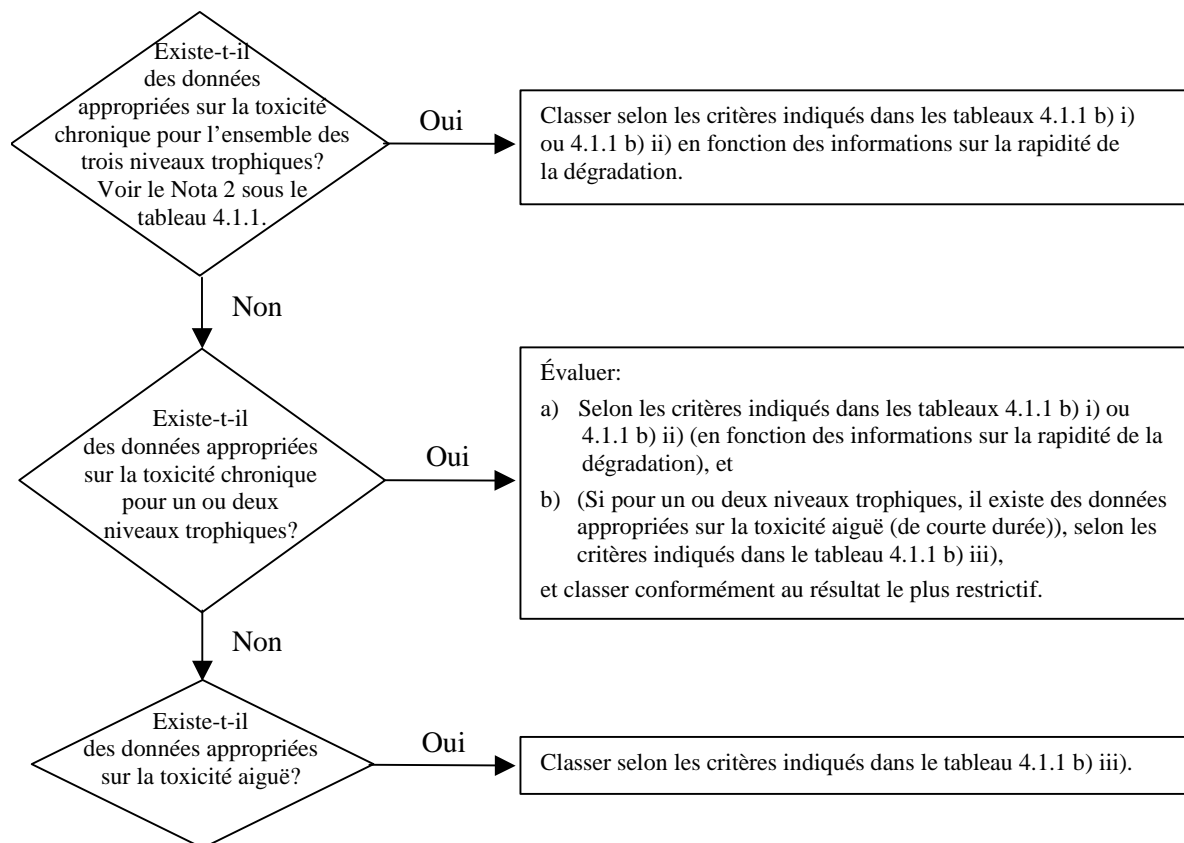 Existe-t-il
des données
appropriées sur la toxicité
chronique pour l'ensemble des
trois niveaux trophiques?
Voir le Nota 2 sous le
tableau 4.1.1.
Oui
Classer selon les critères indiqués dans les tableaux 4.1.1 b) i)
ou 4.1.1 b) ii) en fonction des informations sur la rapidité de
la dégradation.
Non
Existe-t-il
des données appropriées
sur la toxicité chronique
pour un ou deux
niveaux trophiques?
Oui
Évaluer:
a) Selon les critères indiqués dans les tableaux 4.1.1 b) i) ou
4.1.1 b) ii) (en fonction des informations sur la rapidité de la
dégradation), et
b) (Si pour un ou deux niveaux trophiques, il existe des données
appropriées sur la toxicité aiguë (de courte durée)), selon les
critères indiqués dans le tableau 4.1.1 b) iii),
et classer conformément au résultat le plus restrictif.
Non
Existe-t-il
des données appropriées
sur la toxicité aiguë?
Oui
Classer selon les critères indiqués dans le tableau 4.1.1 b) iii).